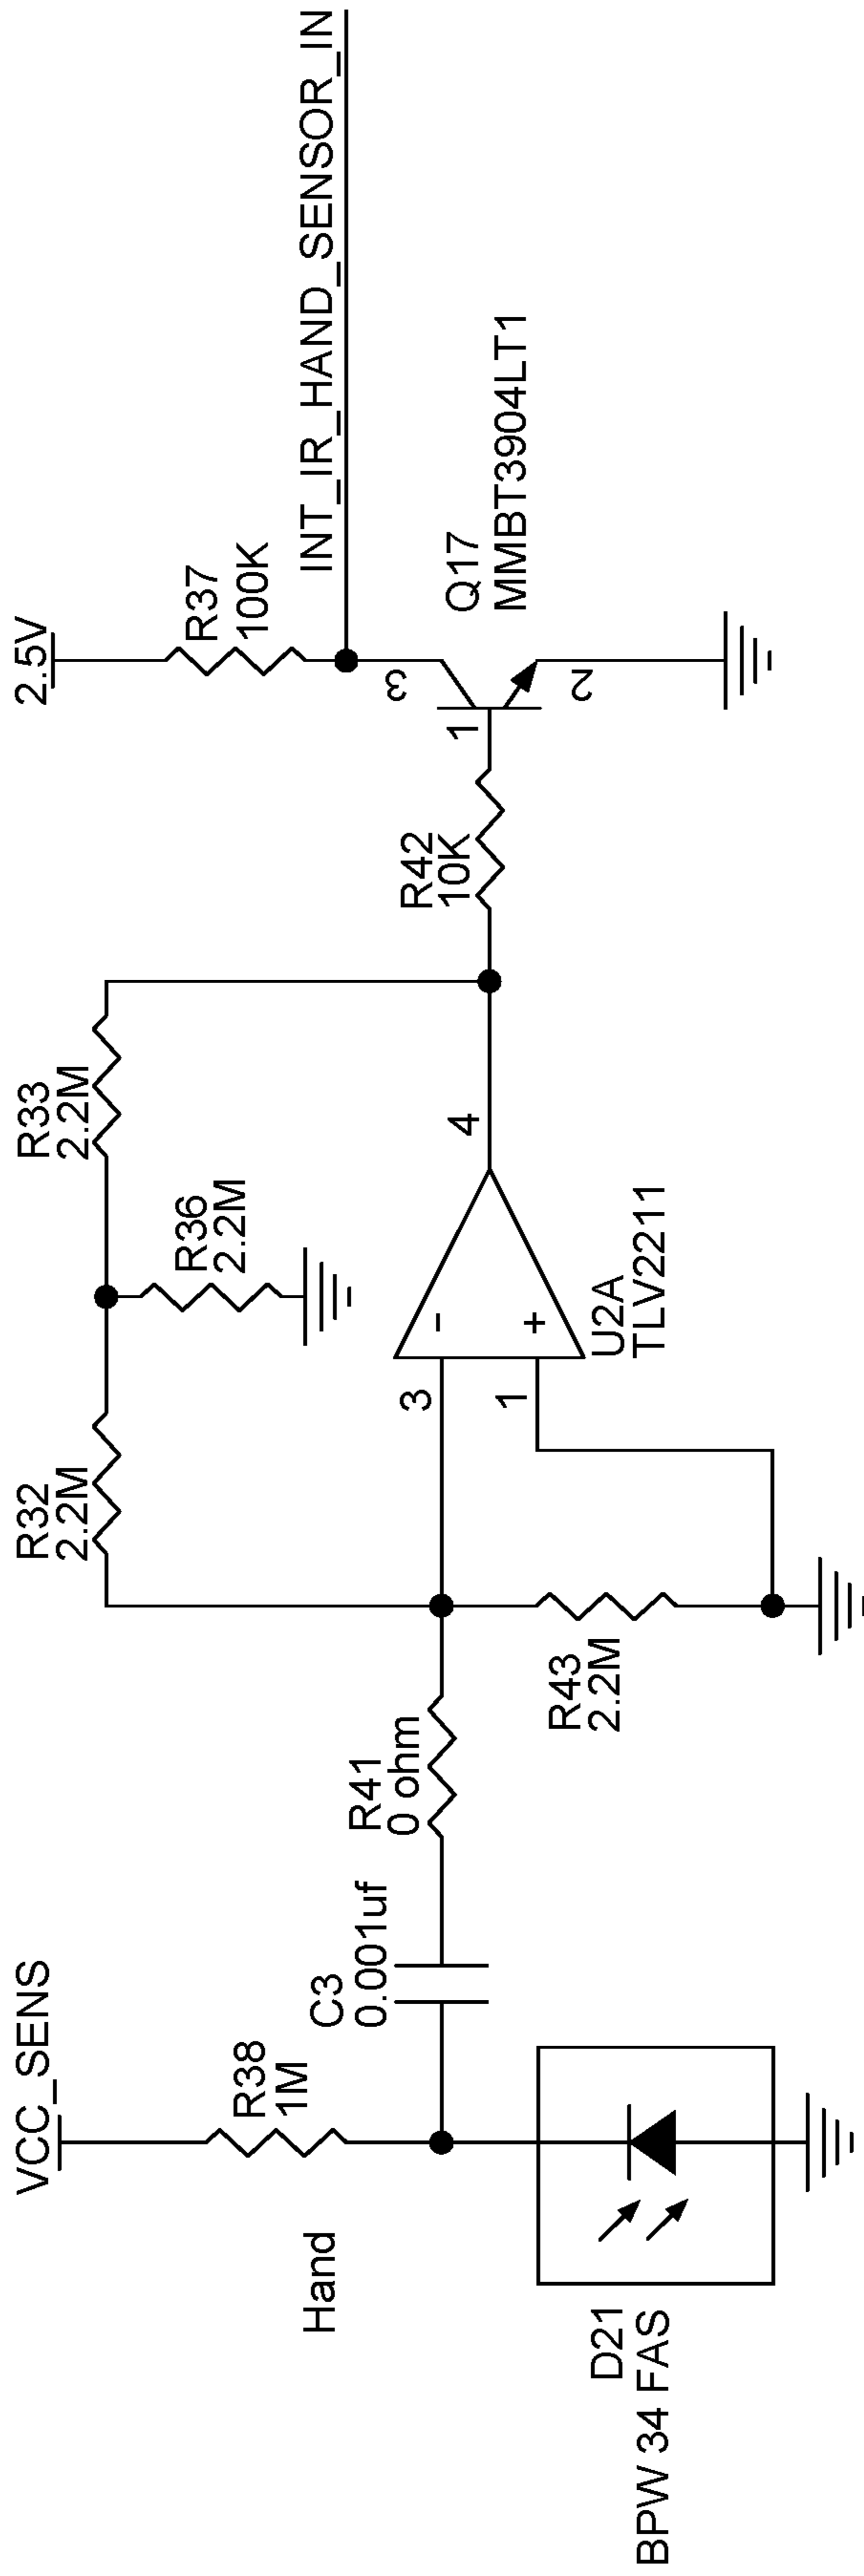 VCC_SENS
R38
1M
Hand
D21
BPW 34 FAS
C3
0.001uf
R41
0 ohm
R43
2.2M
R32
2.2M
R36
2.2M
R33
2.2M
3
-
1
+
4
U2A
TLV2211
R42
10K
2.5V
R37
100K
INT_IR_HAND_SENSOR_IN
3
1
2
Q17
MMBT3904LT1